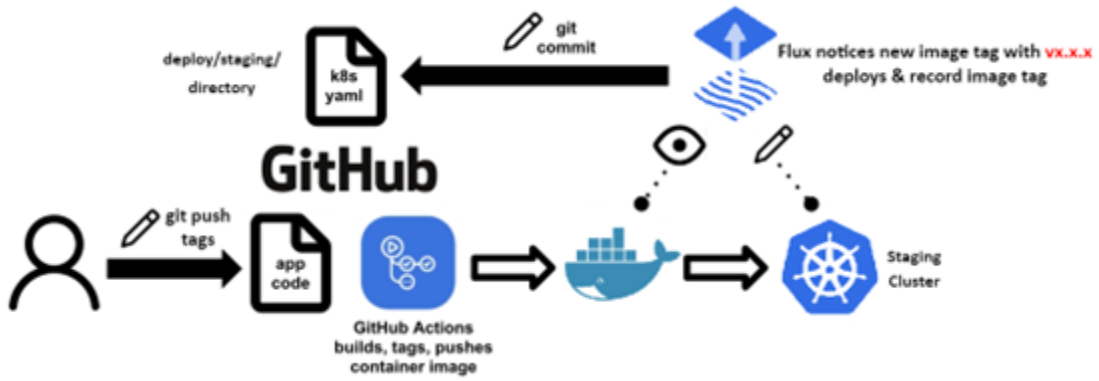 git
commit
deploy/staging/
directory
k8s
yaml
Flux notices new image tag with vx.x.x
deploys & record image tag
GitHub
git push
tags
app
code
Staging
Cluster
GitHub Actions
builds, tags, pushes
container image